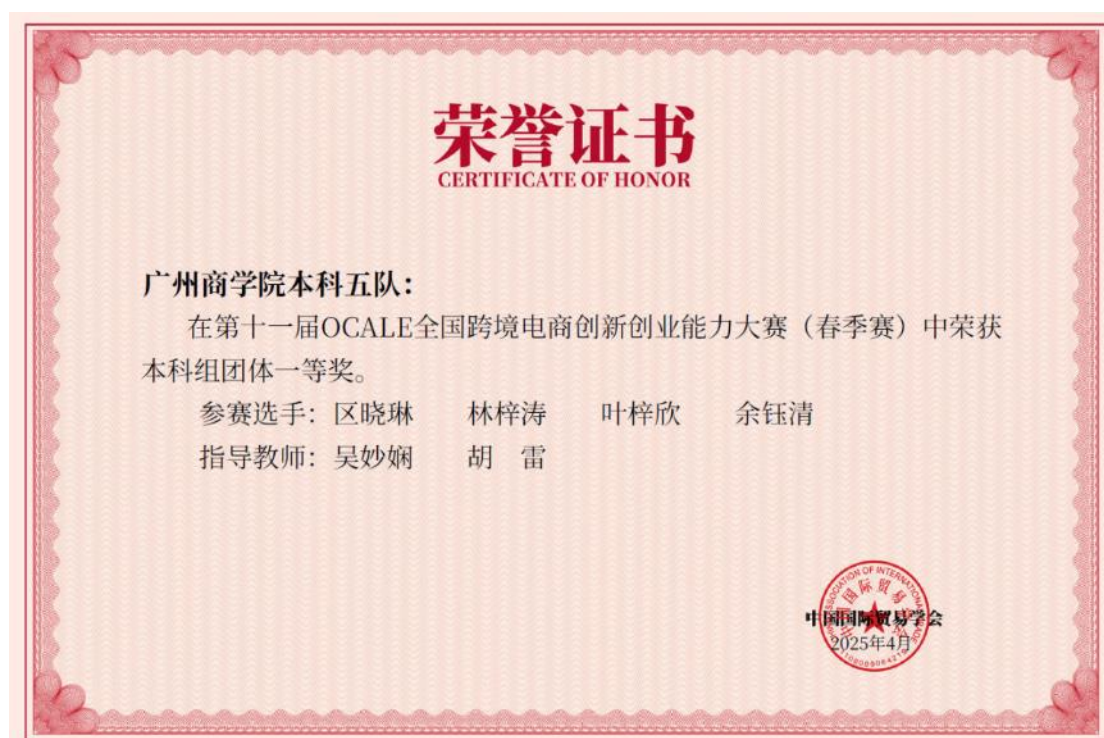 荣誉证书
CERTIFICATE OF HONOR
广州商学院本科五队：
在第十一届OCALE全国跨境电商创新创业能力大赛（春季赛）中荣获
本科组团体一等奖。
参赛选手：区晓琳 林梓涛 叶梓欣 余钰清
指导教师：吴妙娴 胡 雷
中国国际贸易学会
2025年4月